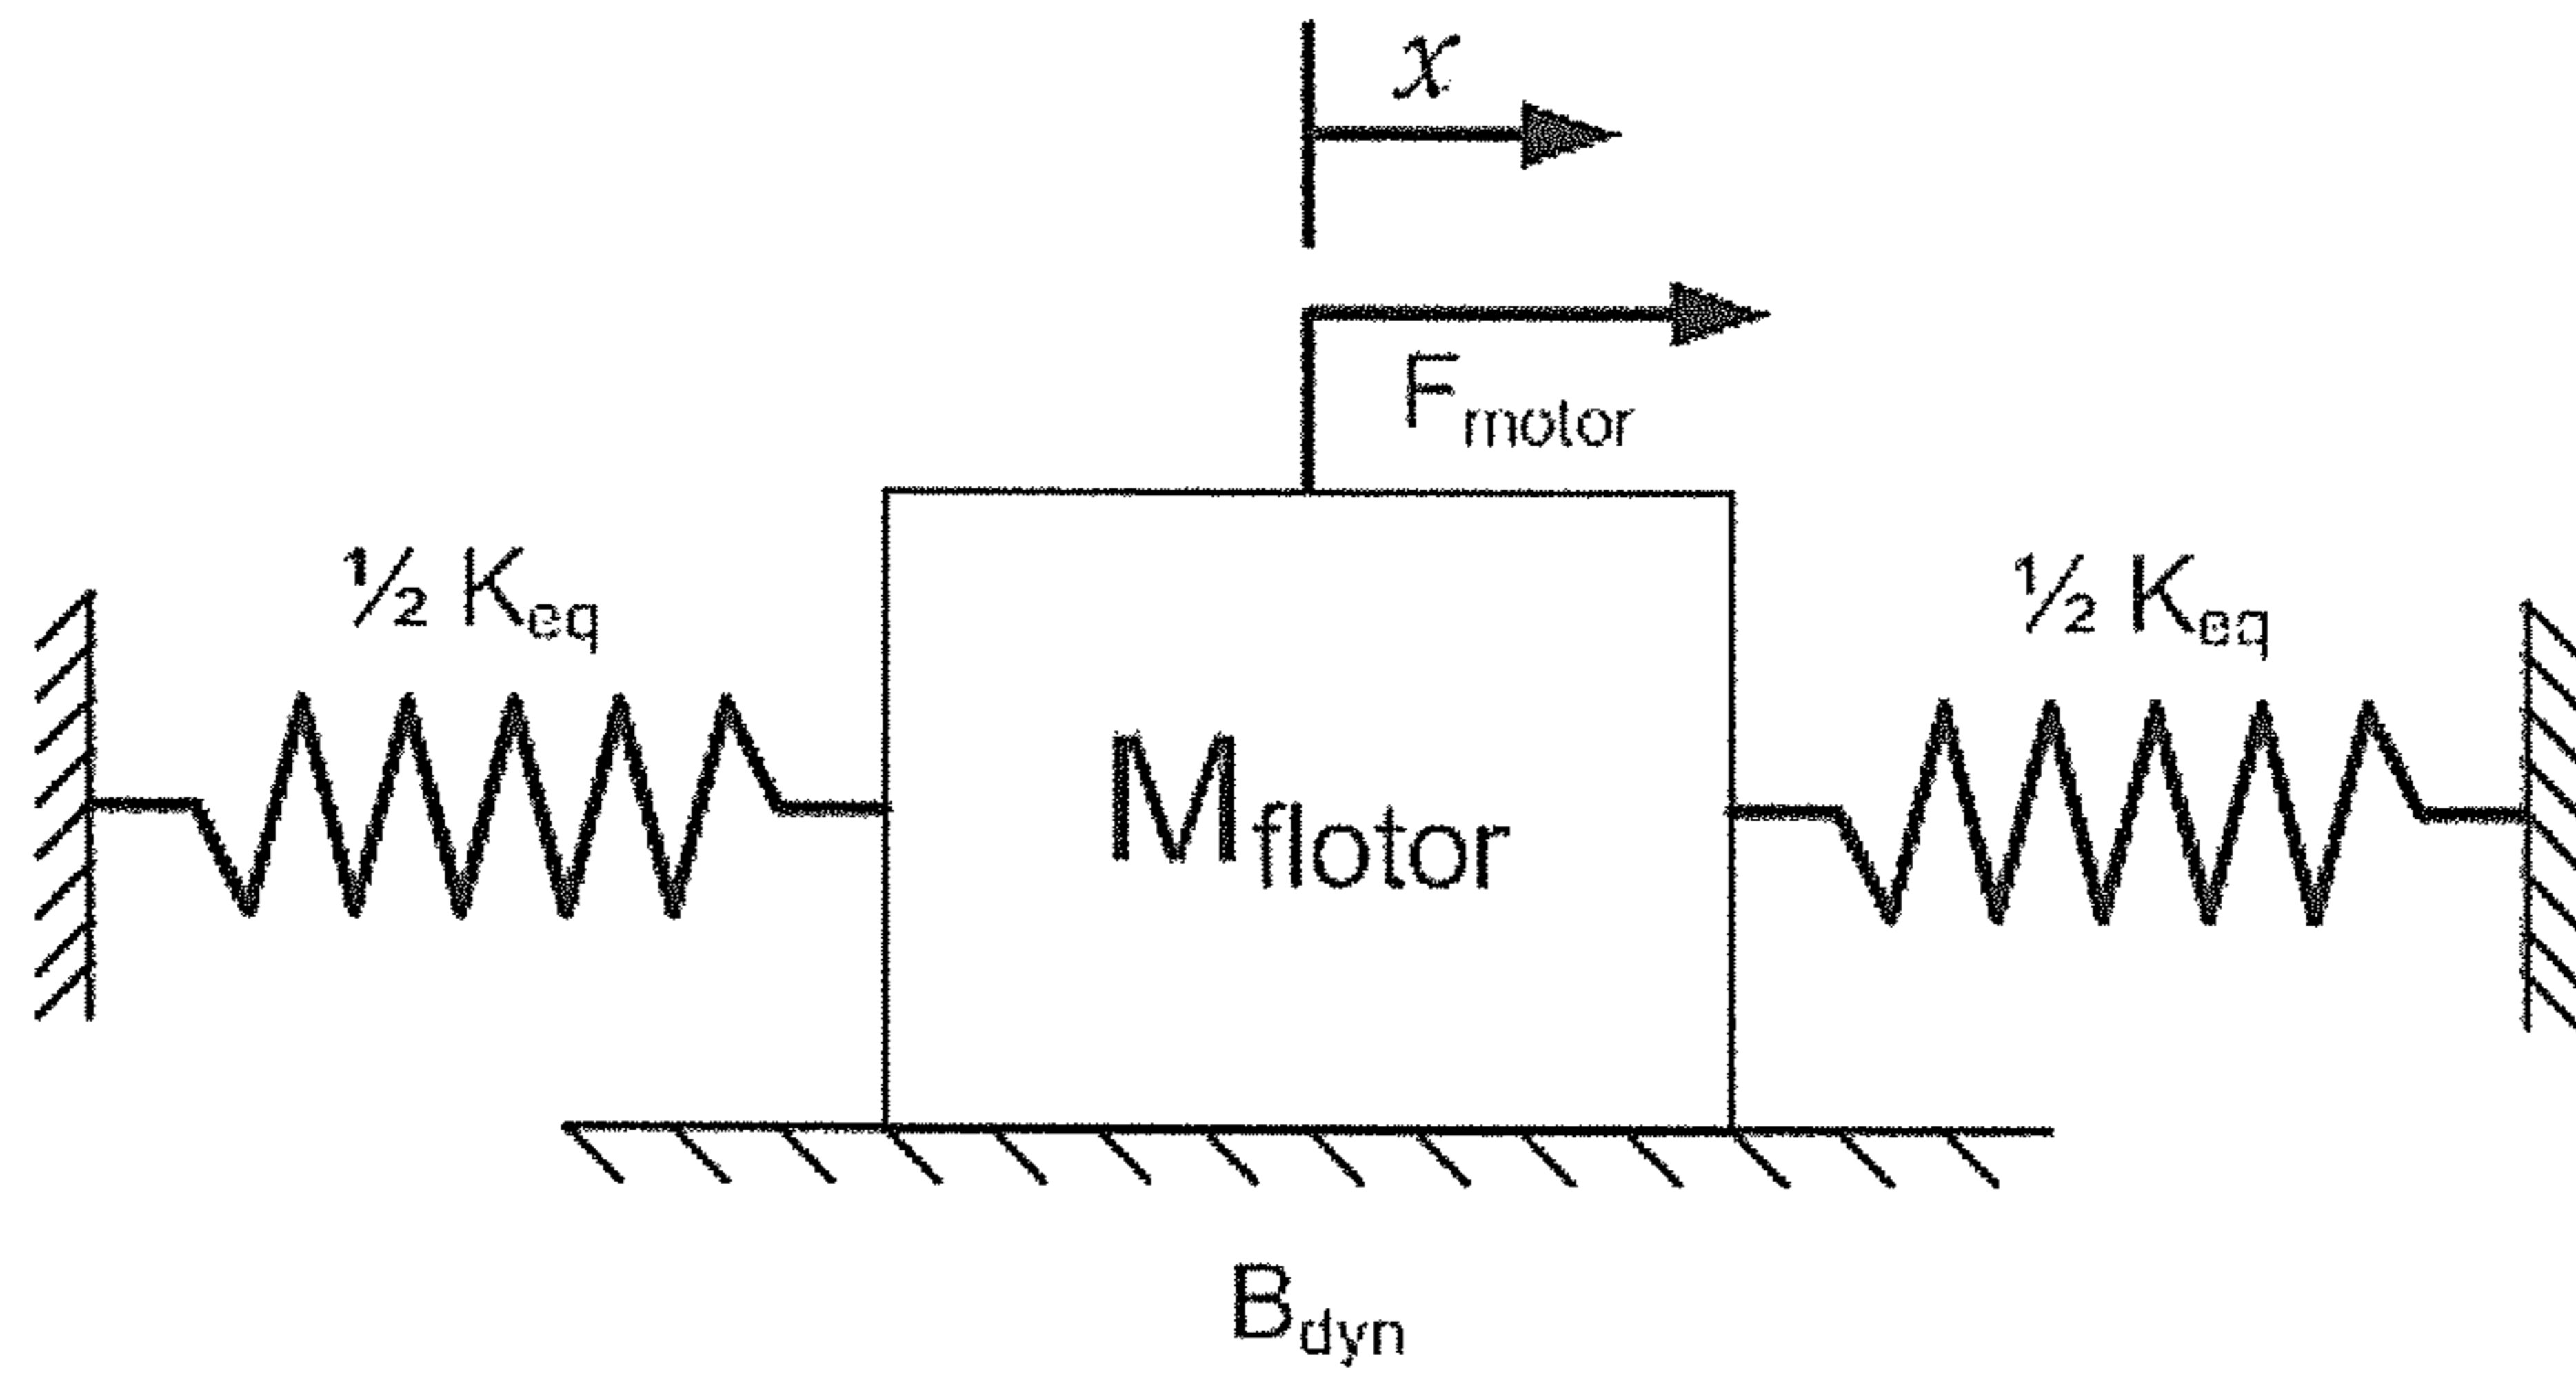 x
F_motor
½ K_eq
½ K_eq
M_flotor
B_dyn